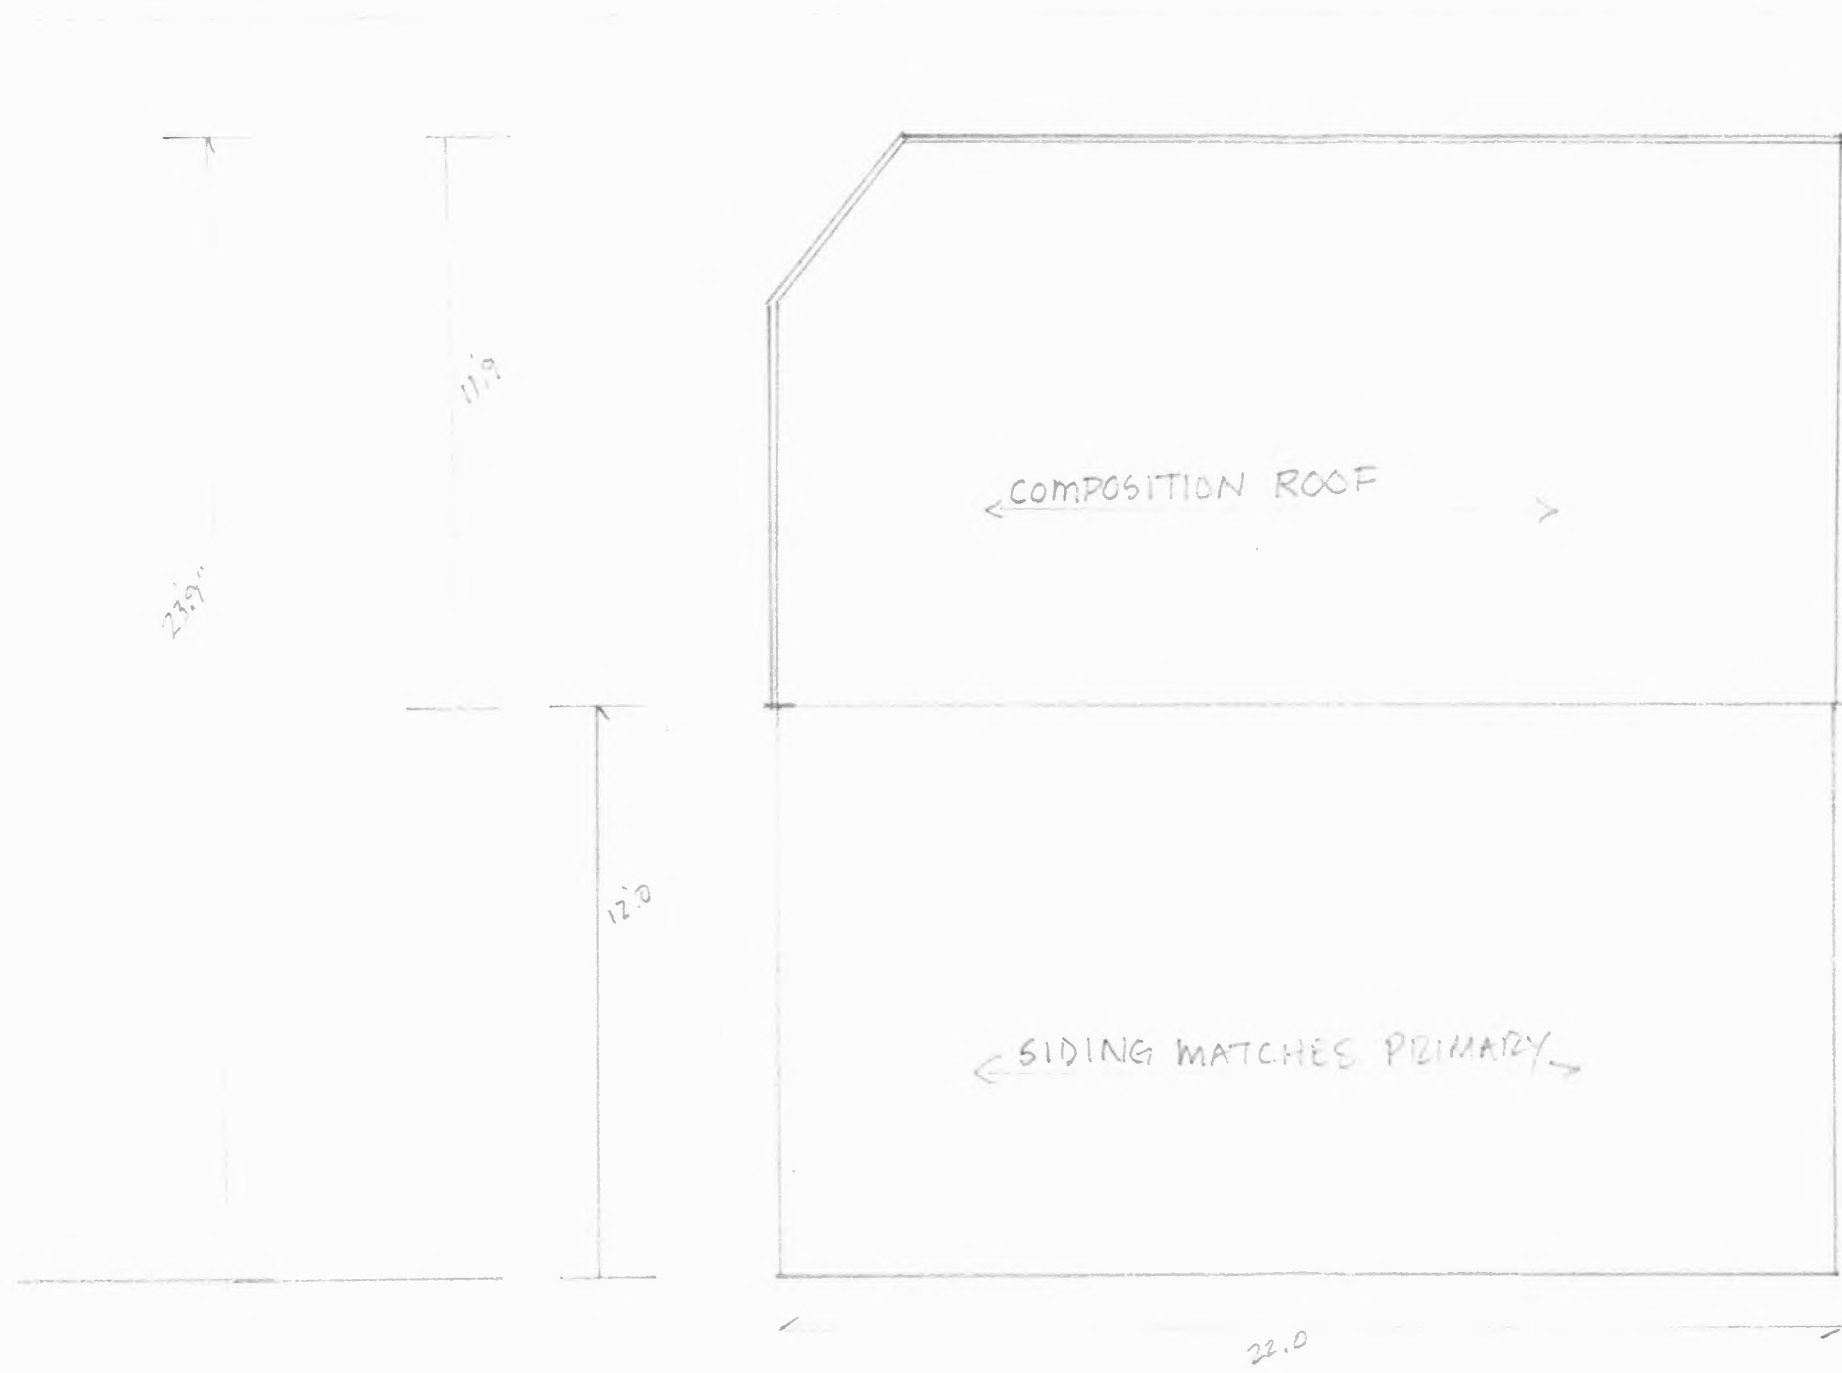 11'.9
COMPOSITION ROOF
23'.9"
12'.0
SIDING MATCHES PRIMARY
22.0